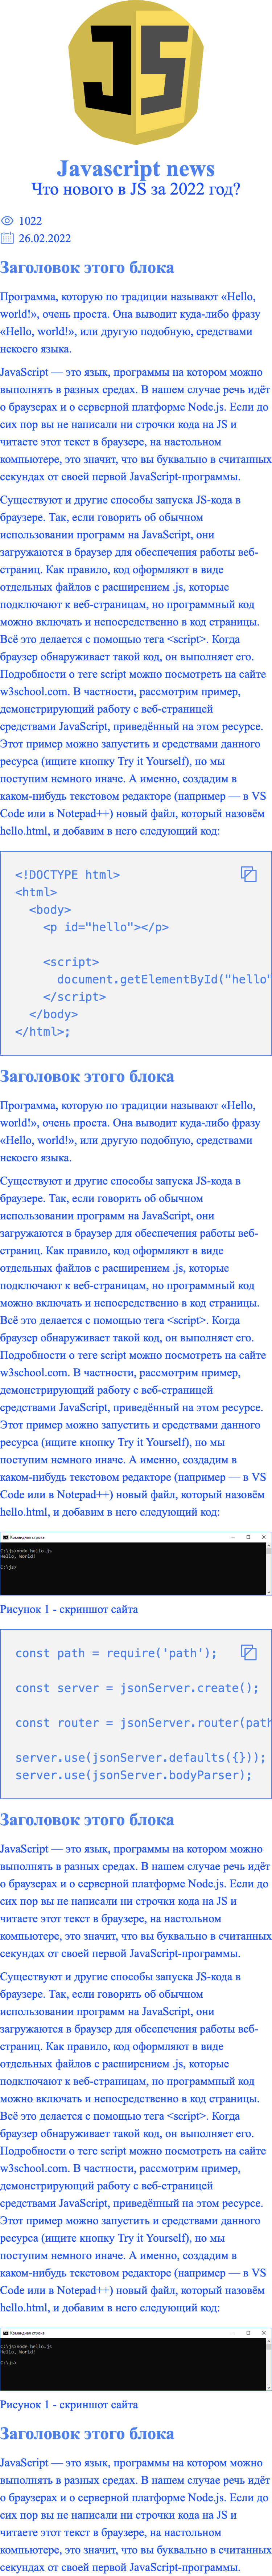 JS
Javascript news
Что нового в JS за 2022 год?
1022
26.02.2022
Заголовок этого блока
Программа, которую по традиции называют «Hello,
world!», очень проста. Она выводит куда-либо фразу
«Hello, world!», или другую подобную, средствами
некоего языка.
JavaScript — это язык, программы на котором можно
выполнять в разных средах. В нашем случае речь идёт
о браузерах и о серверной платформе Node.js. Если до
сих пор вы не написали ни строчки кода на JS и
читаете этот текст в браузере, на настольном
компьютере, это значит, что вы буквально в считанных
секундах от своей первой JavaScript-программы.
Существуют и другие способы запуска JS-кода в
браузере. Так, если говорить об обычном
использовании программ на JavaScript, они
загружаются в браузер для обеспечения работы веб-
страниц. Как правило, код оформляют в виде
отдельных файлов с расширением .js, которые
подключают к веб-страницам, но программный код
можно включать и непосредственно в код страницы.
Всё это делается с помощью тега <script>. Когда
браузер обнаруживает такой код, он выполняет его.
Подробности о теге script можно посмотреть на сайте
w3school.com. В частности, рассмотрим пример,
демонстрирующий работу с веб-страницей
средствами JavaScript, приведённый на этом ресурсе.
Этот пример можно запустить и средствами данного
ресурса (ищите кнопку Try it Yourself), но мы
поступим немного иначе. А именно, создадим в
каком-нибудь текстовом редакторе (например — в VS
Code или в Notepad++) новый файл, который назовём
hello.html, и добавим в него следующий код:
<!DOCTYPE html>
<html>
<body>
<p id="hello"></p>
<script>
document.getElementById("hello"
</script>
</body>
</html>;
Заголовок этого блока
Программа, которую по традиции называют «Hello,
world!», очень проста. Она выводит куда-либо фразу
«Hello, world!», или другую подобную, средствами
некоего языка.
Существуют и другие способы запуска JS-кода в
браузере. Так, если говорить об обычном
использовании программ на JavaScript, они
загружаются в браузер для обеспечения работы веб-
страниц. Как правило, код оформляют в виде
отдельных файлов с расширением .js, которые
подключают к веб-страницам, но программный код
можно включать и непосредственно в код страницы.
Всё это делается с помощью тега <script>. Когда
браузер обнаруживает такой код, он выполняет его.
Подробности о теге script можно посмотреть на сайте
w3school.com. В частности, рассмотрим пример,
демонстрирующий работу с веб-страницей
средствами JavaScript, приведённый на этом ресурсе.
Этот пример можно запустить и средствами данного
ресурса (ищите кнопку Try it Yourself), но мы
поступим немного иначе. А именно, создадим в
каком-нибудь текстовом редакторе (например — в VS
Code или в Notepad++) новый файл, который назовём
hello.html, и добавим в него следующий код:
Командная строка
C:\js>node hello.js
Hello, World!
C:\js>
Рисунок 1 - скриншот сайта
const path = require('path');
const server = jsonServer.create();
const router = jsonServer.router(path
server.use(jsonServer.defaults({}));
server.use(jsonServer.bodyParser);
Заголовок этого блока
JavaScript — это язык, программы на котором можно
выполнять в разных средах. В нашем случае речь идёт
о браузерах и о серверной платформе Node.js. Если до
сих пор вы не написали ни строчки кода на JS и
читаете этот текст в браузере, на настольном
компьютере, это значит, что вы буквально в считанных
секундах от своей первой JavaScript-программы.
Существуют и другие способы запуска JS-кода в
браузере. Так, если говорить об обычном
использовании программ на JavaScript, они
загружаются в браузер для обеспечения работы веб-
страниц. Как правило, код оформляют в виде
отдельных файлов с расширением .js, которые
подключают к веб-страницам, но программный код
можно включать и непосредственно в код страницы.
Всё это делается с помощью тега <script>. Когда
браузер обнаруживает такой код, он выполняет его.
Подробности о теге script можно посмотреть на сайте
w3school.com. В частности, рассмотрим пример,
демонстрирующий работу с веб-страницей
средствами JavaScript, приведённый на этом ресурсе.
Этот пример можно запустить и средствами данного
ресурса (ищите кнопку Try it Yourself), но мы
поступим немного иначе. А именно, создадим в
каком-нибудь текстовом редакторе (например — в VS
Code или в Notepad++) новый файл, который назовём
hello.html, и добавим в него следующий код:
Командная строка
C:\js>node hello.js
Hello, World!
C:\js>
Рисунок 1 - скриншот сайта
Заголовок этого блока
JavaScript — это язык, программы на котором можно
выполнять в разных средах. В нашем случае речь идёт
о браузерах и о серверной платформе Node.js. Если до
сих пор вы не написали ни строчки кода на JS и
читаете этот текст в браузере, на настольном
компьютере, это значит, что вы буквально в считанных
секундах от своей первой JavaScript-программы.